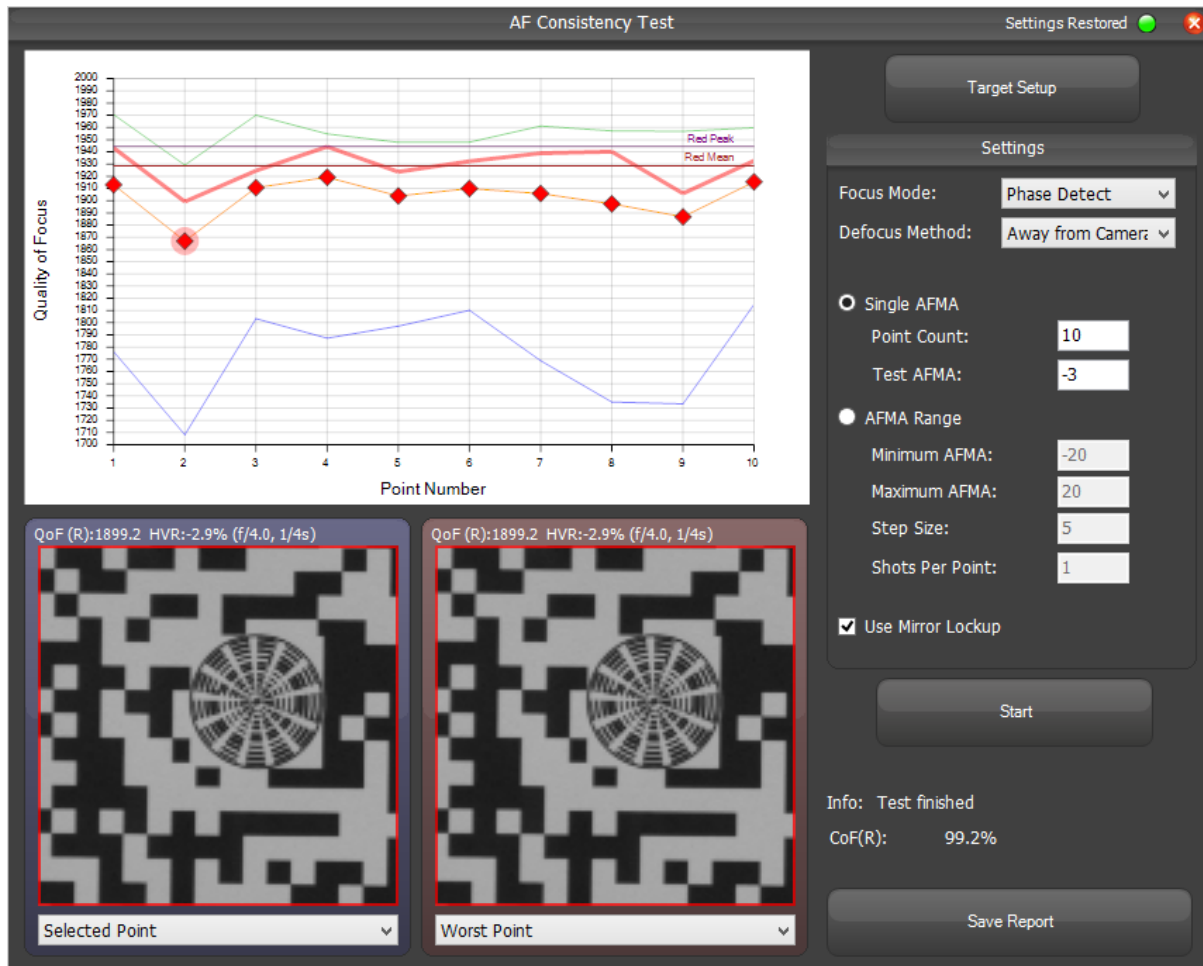 AF Consistency Test
Settings Restored
Quality of Focus
2000
1990
1980
1970
1960
1950
1940
1930
1920
1910
1900
1890
1880
1870
1860
1850
1840
1830
1820
1810
1800
1790
1780
1770
1760
1750
1740
1730
1720
1710
1700
Red Peak
Red Mean
1 2 3 4 5 6 7 8 9 10
Point Number
QoF (R):1899.2 HVR:-2.9% (f/4.0, 1/4s)
Selected Point
QoF (R):1899.2 HVR:-2.9% (f/4.0, 1/4s)
Worst Point
Target Setup
Settings
Focus Mode: Phase Detect
Defocus Method: Away from Camera
Single AFMA
Point Count: 10
Test AFMA: -3
AFMA Range
Minimum AFMA: -20
Maximum AFMA: 20
Step Size: 5
Shots Per Point: 1
Use Mirror Lockup
Start
Info: Test finished
CoF(R): 99.2%
Save Report